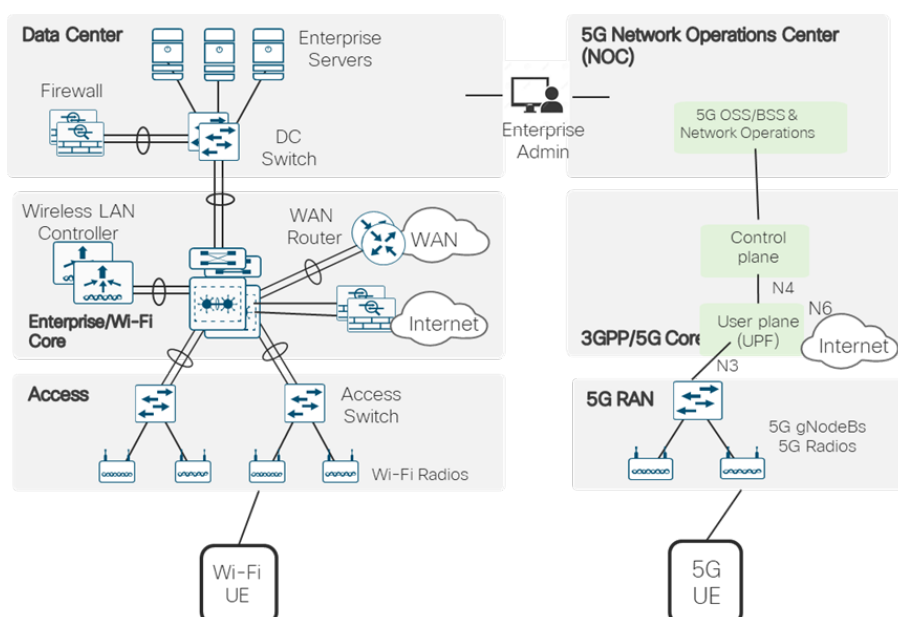 Data Center
Enterprise
Servers
Firewall
DC
Switch
Enterprise
Admin
5G Network Operations Center
(NOC)
5G OSS/BSS &
Network Operations
Wireless LAN
Controller
WAN
Router
WAN
Internet
Enterprise/Wi-Fi
Core
Control
plane
N4
N6
User plane
(UPF)
Internet
3GPP/5G Core
N3
Access
Access
Switch
Wi-Fi Radios
5G RAN
5G gNodeBs
5G Radios
Wi-Fi
UE
5G
UE